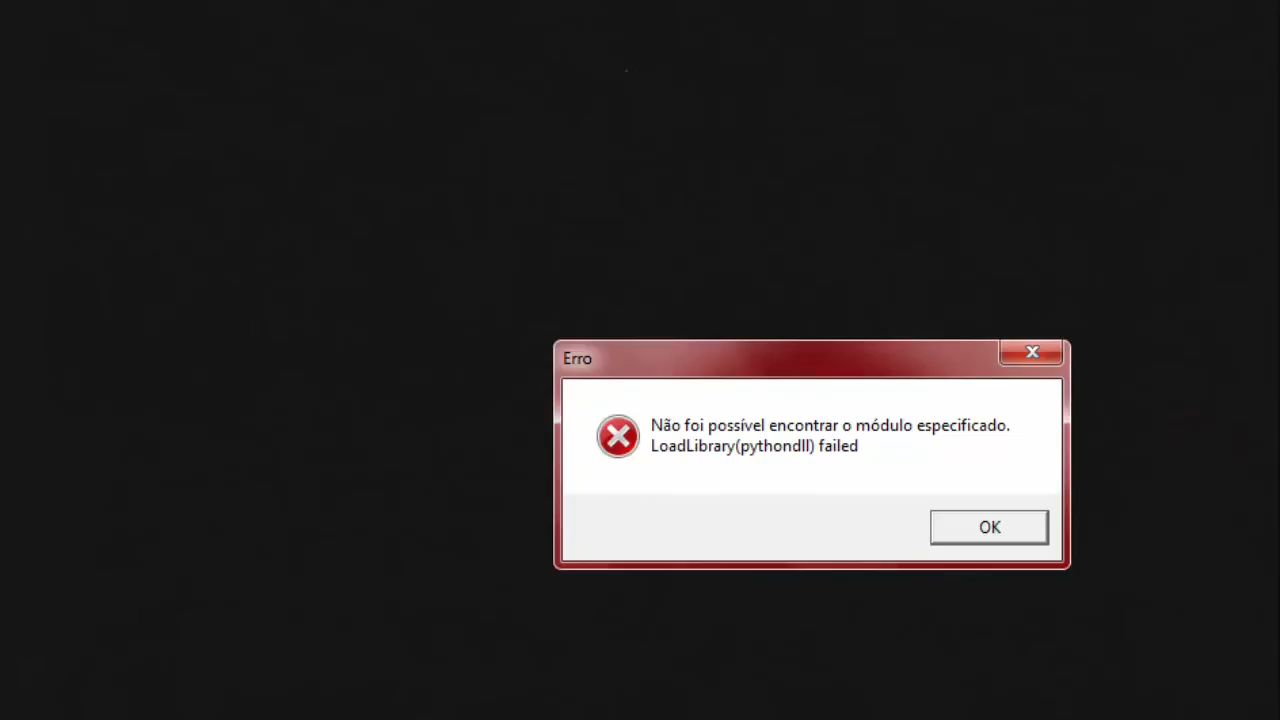 Erro
Não foi possível encontrar o módulo especificado.
LoadLibrary(pythondll) failed
OK